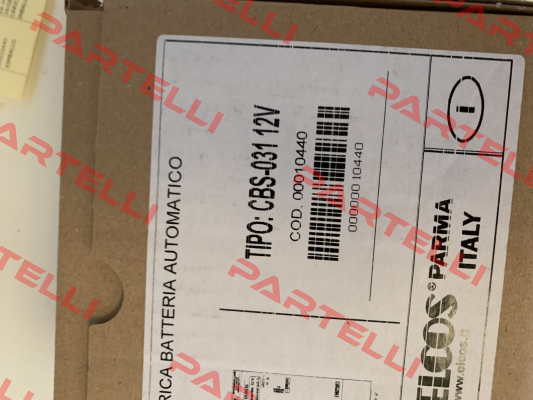 RICA BATTERIA AUTOMATICO
TIPO: CBS-031 12V
COD. 00010440
000000 10440
i
ELCOS® PARMA
ITALY
www.elcos.it
PARTELLI
PARTELLI
PARTELLI
PARTELLI
PARTELLI
PARTELLI
PARTELLI